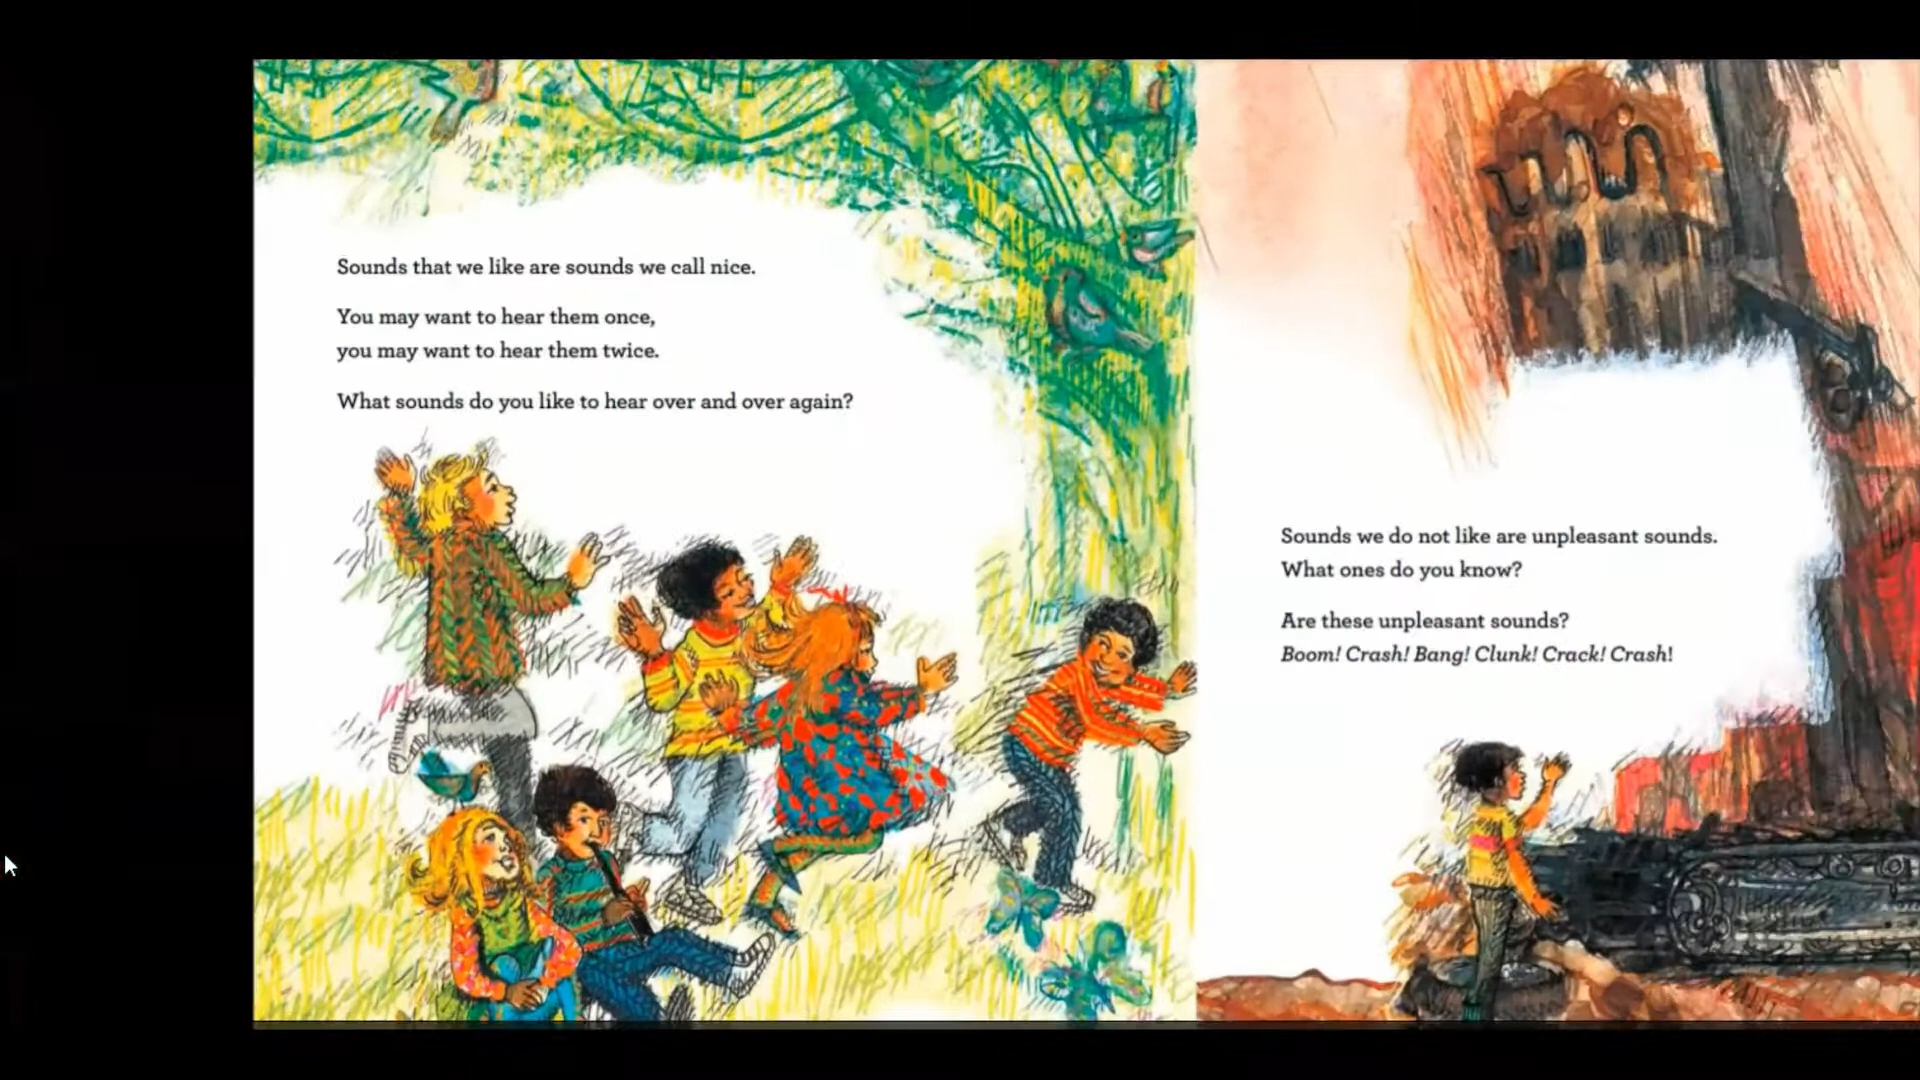 Sounds that we like are sounds we call nice.
You may want to hear them once,
you may want to hear them twice.
What sounds do you like to hear over and over again?
Sounds we do not like are unpleasant sounds.
What ones do you know?
Are these unpleasant sounds?
Boom! Crash! Bang! Clunk! Crack! Crash!